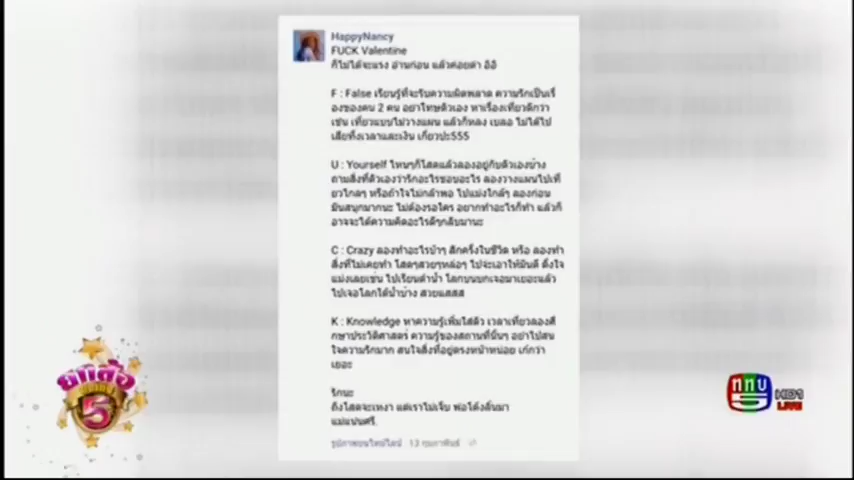 HappyNancy
FUCK Valentine
ก็ไม่ได้จะแรง อ่านก่อน แล้วค่อยด่า อิอิ
F : False เรียนรู้ที่จะรับความผิดพลาด ความรักเป็นเรื่
องของคน 2 คน อย่าโทษตัวเอง หาเรื่องเที่ยวดีกว่า
เช่น เที่ยวแบบไม่วางแผน แล้วก็หลง เบลอ ไม่ได้ไป
เสียทั้งเวลาและเงิน เกี่ยวปะ555
U : Yourself ไหนๆก็โสดแล้วลองอยู่กับตัวเองบ้าง
ถามสิ่งที่ตัวเองว่ารักอะไรชอบอะไร ลองวางแผนไปเที่
ยวไกลๆ หรือถ้าใจไม่กล้าพอ ไปแม่งใกล้ๆ ลองก่อน
มันสนุกมากนะ ไม่ต้องรอใคร อยากทำอะไรก็ทำ แล้วก็
อาจจะได้ความคิดอะไรดีๆกลับมานะ
C : Crazy ลองทำอะไรบ้าๆ สักครั้งในชีวิต หรือ ลองทำ
สิ่งที่ไม่เคยทำ โสดๆสวยๆหล่อๆ ไปจะเอาให้มันดี ตั้งใจ
แม่งเลยเช่น ไปเรียนดำน้ำ โลกบนบกเจอมาเยอะแล้ว
ไปเจอโลกใต้น้ำบ้าง สวยแสสส
K : Knowledge หาความรู้เพิ่มใส่ตัว เวลาเที่ยวลองศึ
กษาประวัติศาสตร์ ความรู้ของสถานที่นั้นๆ อย่าไปสน
ใจความรักมาก สนใจสิ่งที่อยู่ตรงหน้าหน่อย เก๋กว่า
เยอะ
รักนะ
ถึงโสดจะเหงา แต่เราไม่เจ็บ พ่อโด้งลั่นมา
แม่แน่นศรี
รูปภาพบนไทม์ไลน์ 13 กุมภาพันธ์
ยกสด
5
ททบ
5
HD1
LIVE